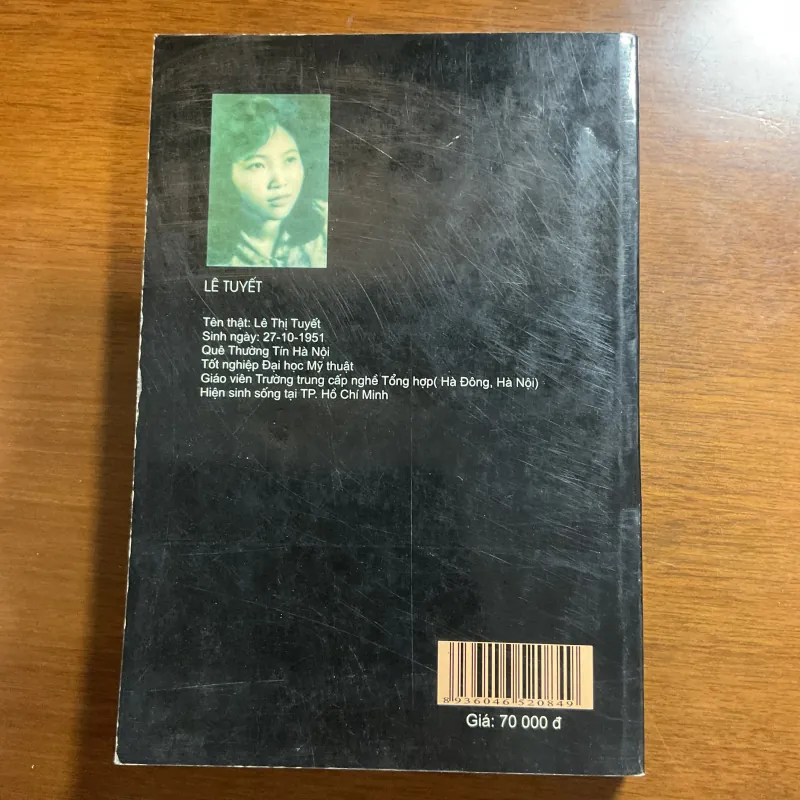 LÊ TUYẾT
Tên thật: Lê Thị Tuyết
Sinh ngày: 27-10-1951
Quê Thường Tín Hà Nội
Tốt nghiệp Đại học Mỹ thuật
Giáo viên Trường trung cấp nghề Tổng hợp( Hà Đông, Hà Nội)
Hiện sinh sống tại TP. Hồ Chí Minh
8936046520849
Giá: 70 000 đ